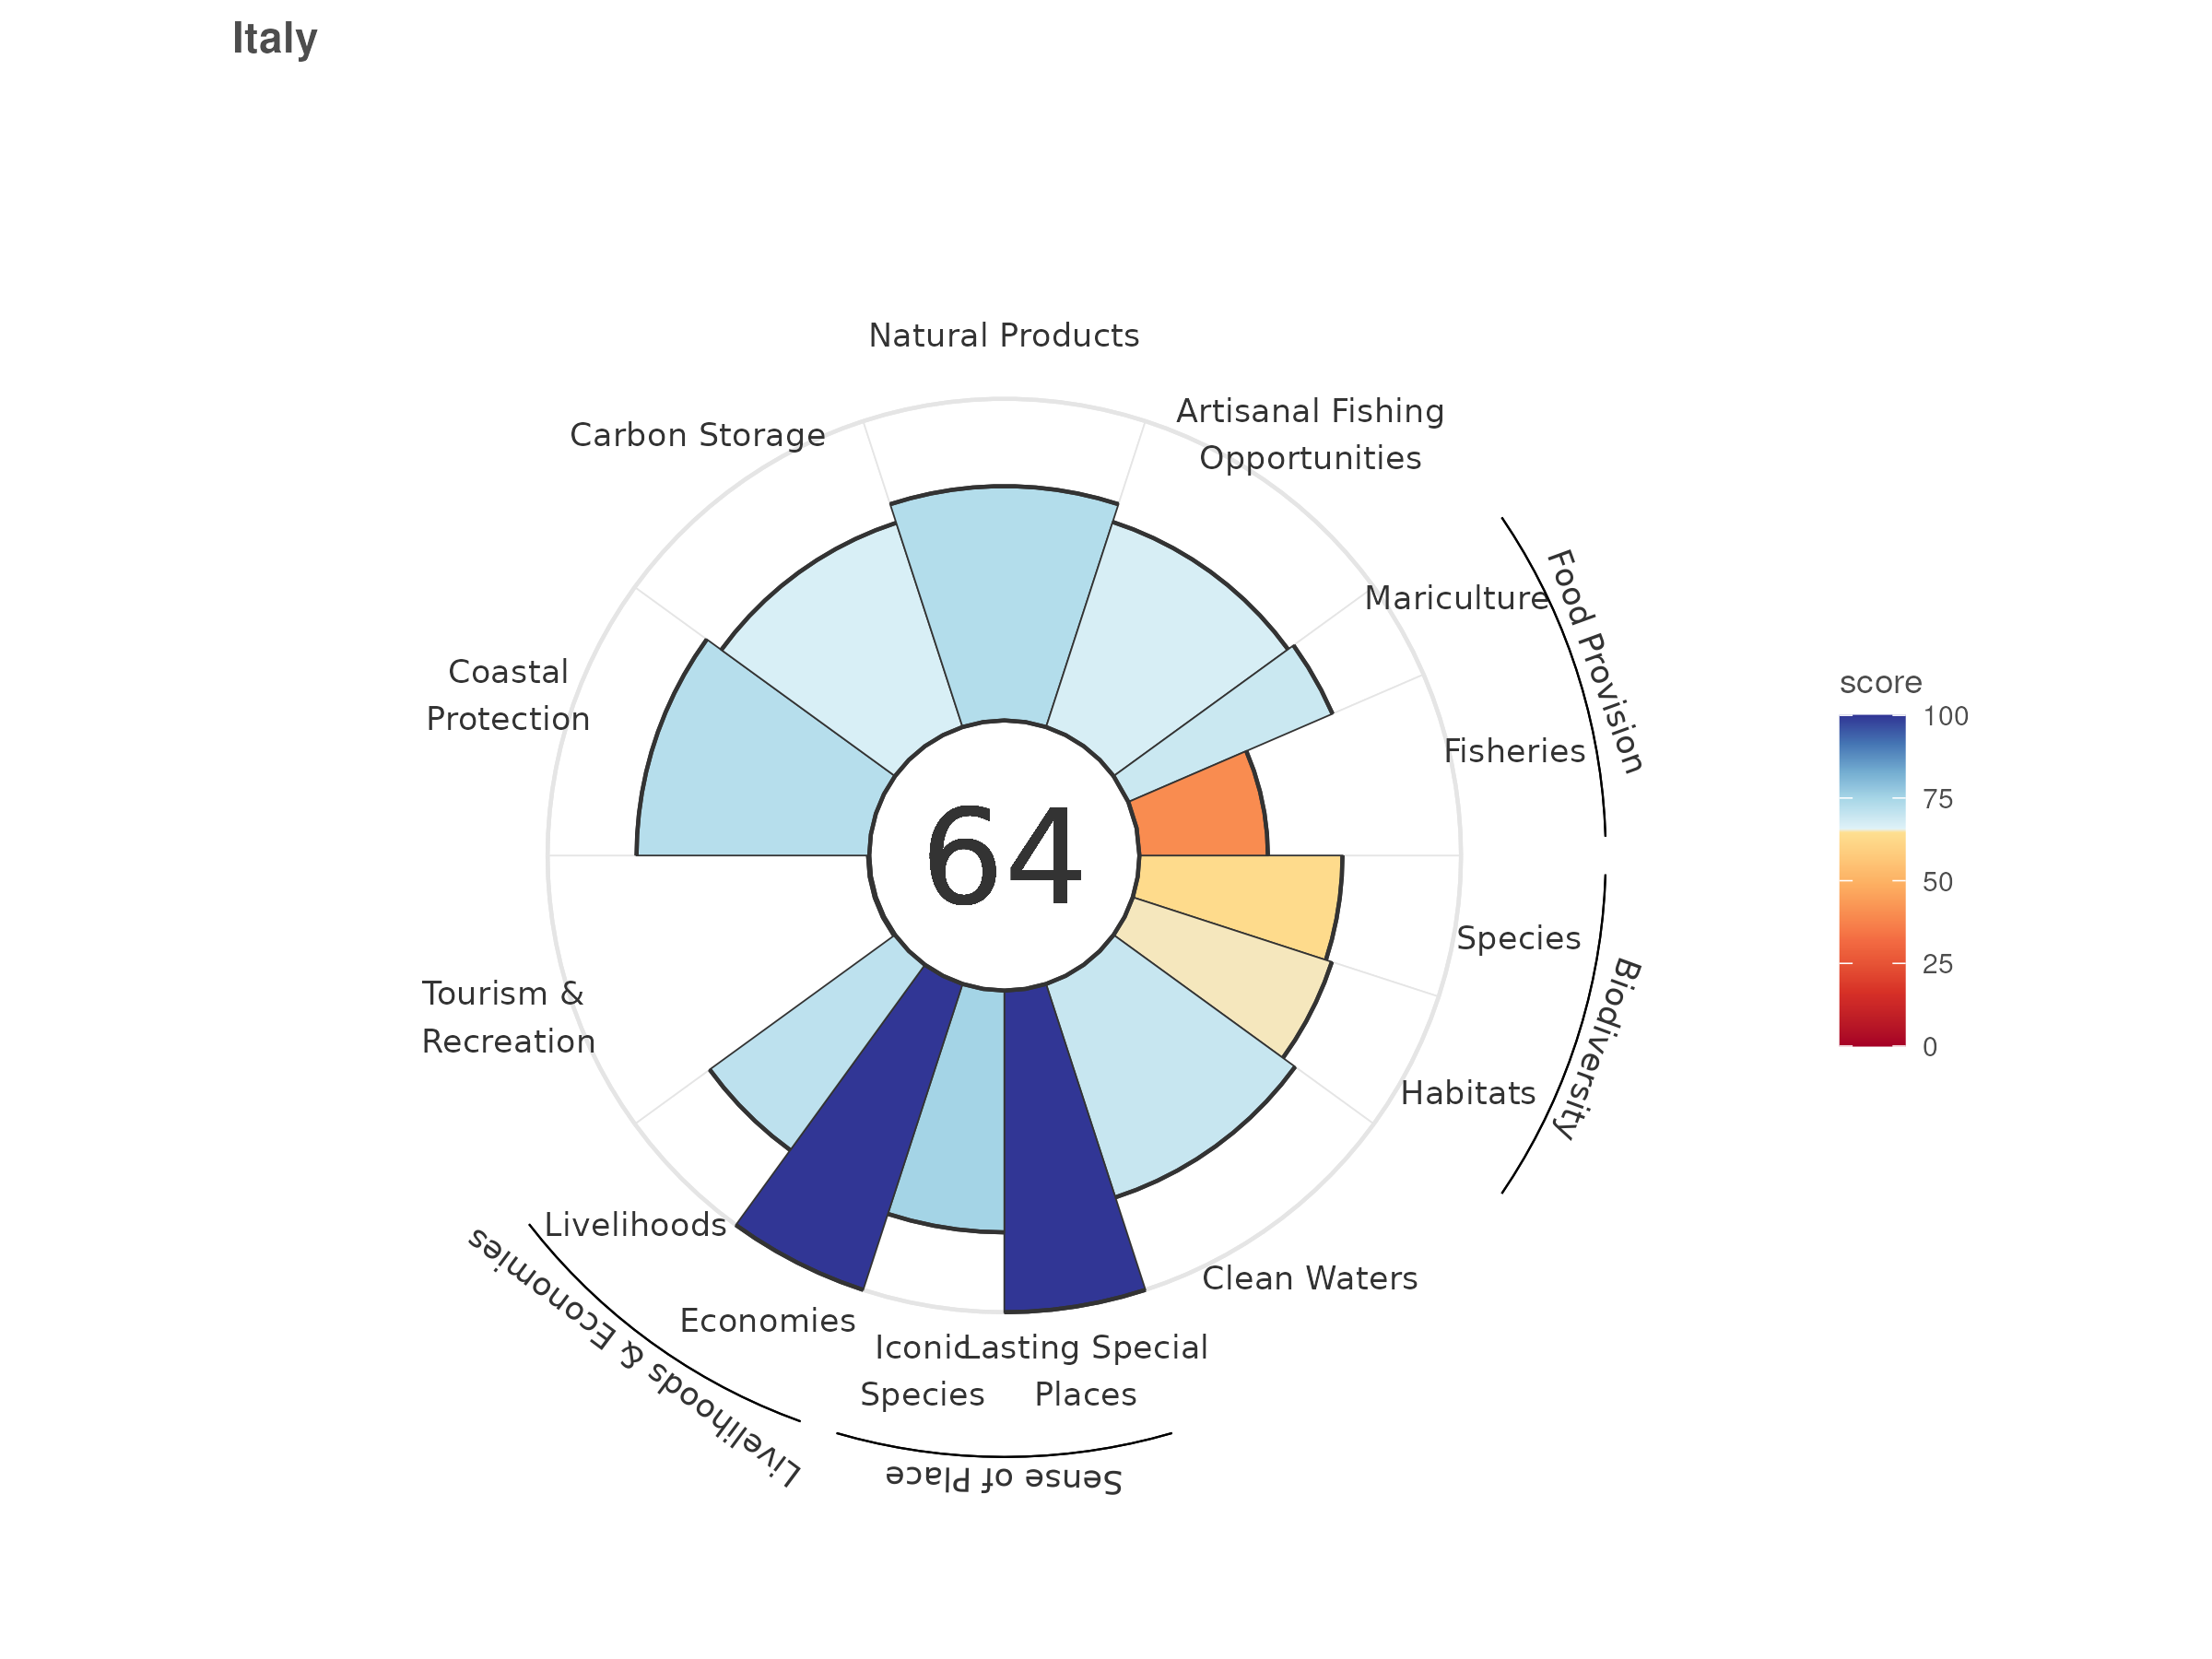 Italy
Natural Products
Artisanal Fishing
Opportunities
Carbon Storage
Mariculture
Food Provision
Coastal
Protection
Fisheries
64
score
100
75
50
25
0
Species
Biodiversity
Tourism &
Recreation
Habitats
Livelihoods
Clean Waters
Economies
Livelihoods & Economies
Iconic
Species
Lasting Special
Places
Sense of Place